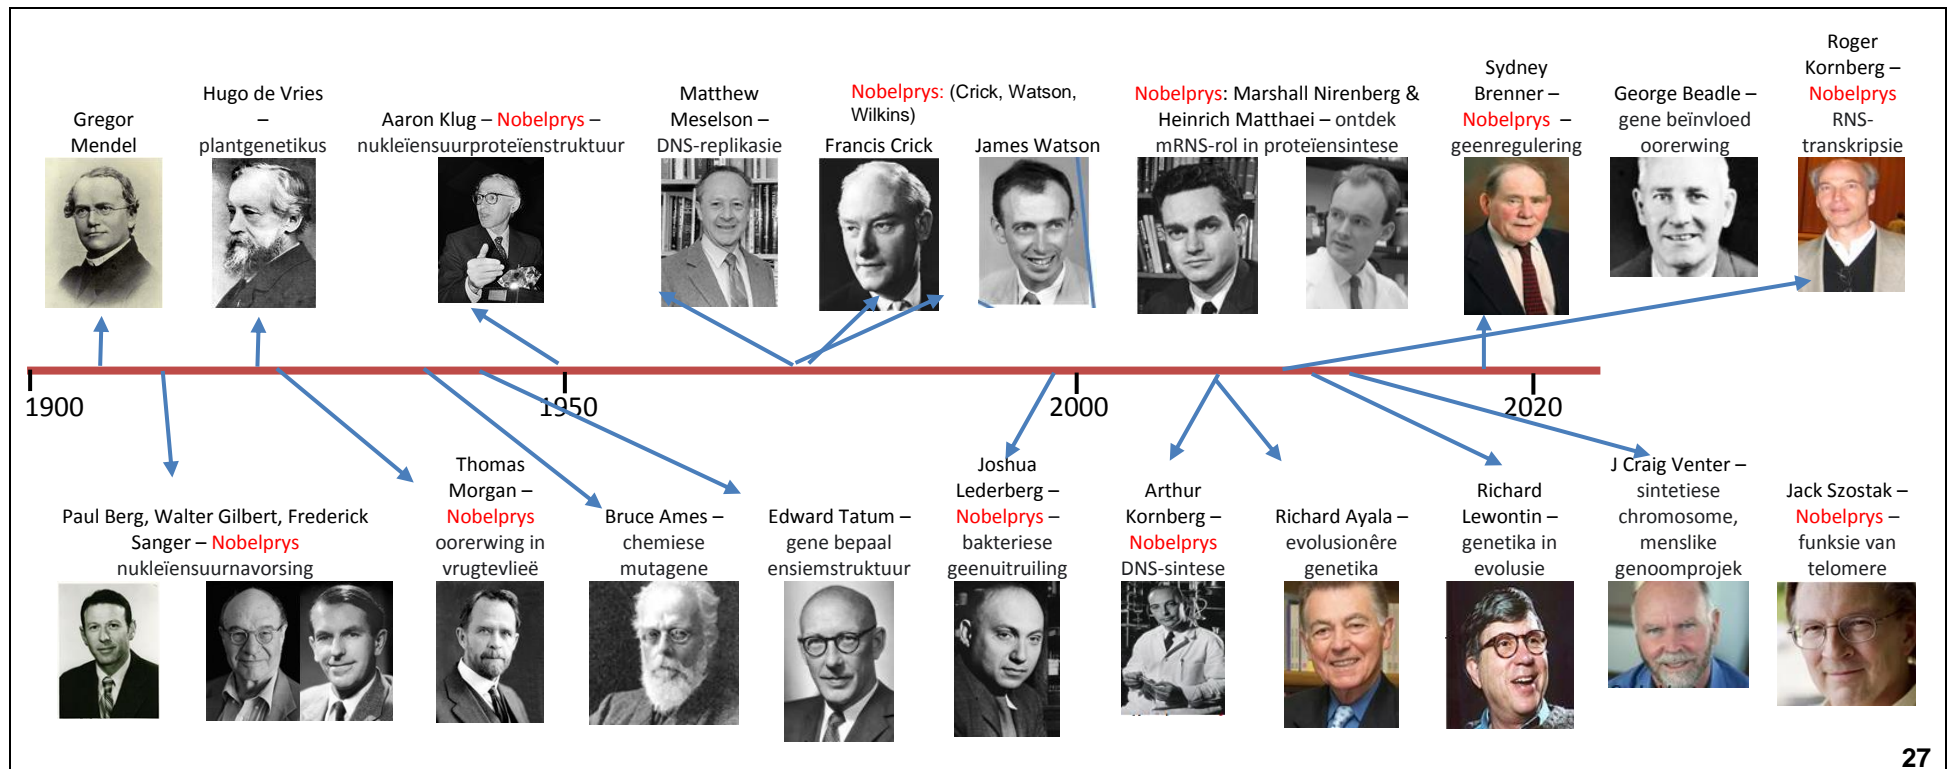 Gregor
Mendel
Hugo de Vries
–
plantgenetikus
Aaron Klug – Nobelprys –
nukleïensuurproteïenstruktuur
Matthew
Meselson –
DNS-replikasie
Nobelprys: (Crick, Watson,
Wilkins)
Francis Crick
James Watson
Nobelprys: Marshall Nirenberg &
Heinrich Matthaei – ontdek
mRNS-rol in proteïensintese
Sydney
Brenner –
Nobelprys –
geenregulering
George Beadle –
gene beïnvloed
oorerwing
Roger
Kornberg –
Nobelprys
RNS-
transkripsie
1900
1950
2000
2020
Paul Berg, Walter Gilbert, Frederick
Sanger – Nobelprys
nukleïensuurnavorsing
Thomas
Morgan –
Nobelprys
oorerwing in
vrugtevlieë
Bruce Ames –
chemiese
mutagene
Edward Tatum –
gene bepaal
ensiemstruktuur
Joshua
Lederberg –
Nobelprys –
bakteriese
geenuitruiling
Arthur
Kornberg –
Nobelprys
DNS-sintese
Richard Ayala –
evolusionêre
genetika
Richard
Lewontin –
genetika in
evolusie
J Craig Venter –
sintetiese
chromosome,
menslike
genoomprojek
Jack Szostak –
Nobelprys –
funksie van
telomere
27